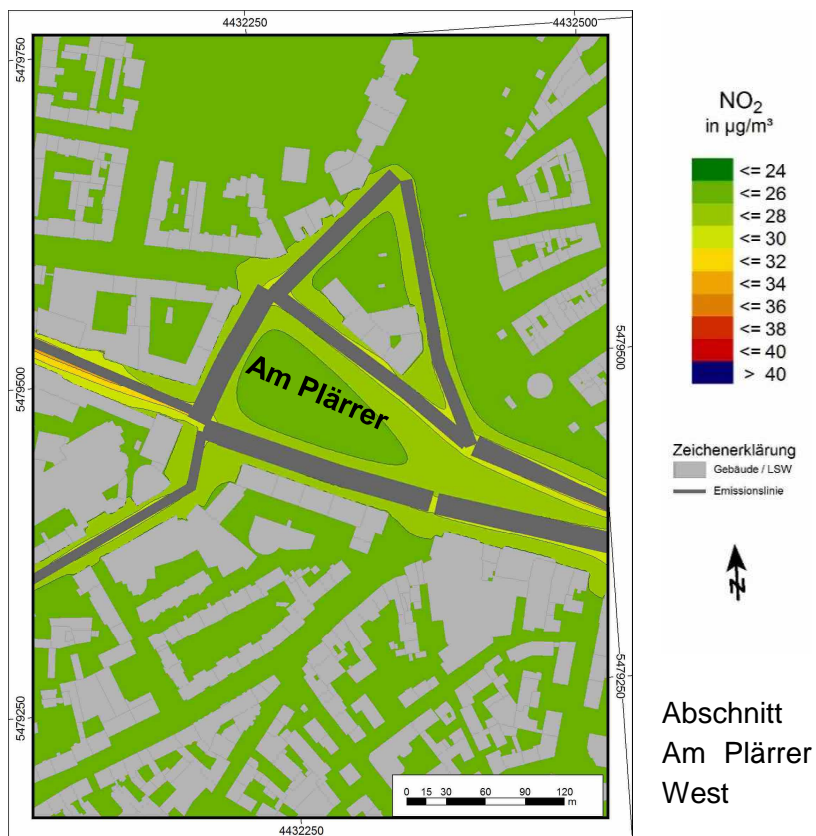 4432250
4432500
5479750
5479500
5479250
5479500
5479250
4432250
Am Plärrer
0 15 30 60 90 120
m
NO₂
in µg/m³
<= 24
<= 26
<= 28
<= 30
<= 32
<= 34
<= 36
<= 38
<= 40
> 40
Zeichenerklärung
Gebäude / LSW
Emissionslinie
N
Abschnitt
Am Plärrer
West